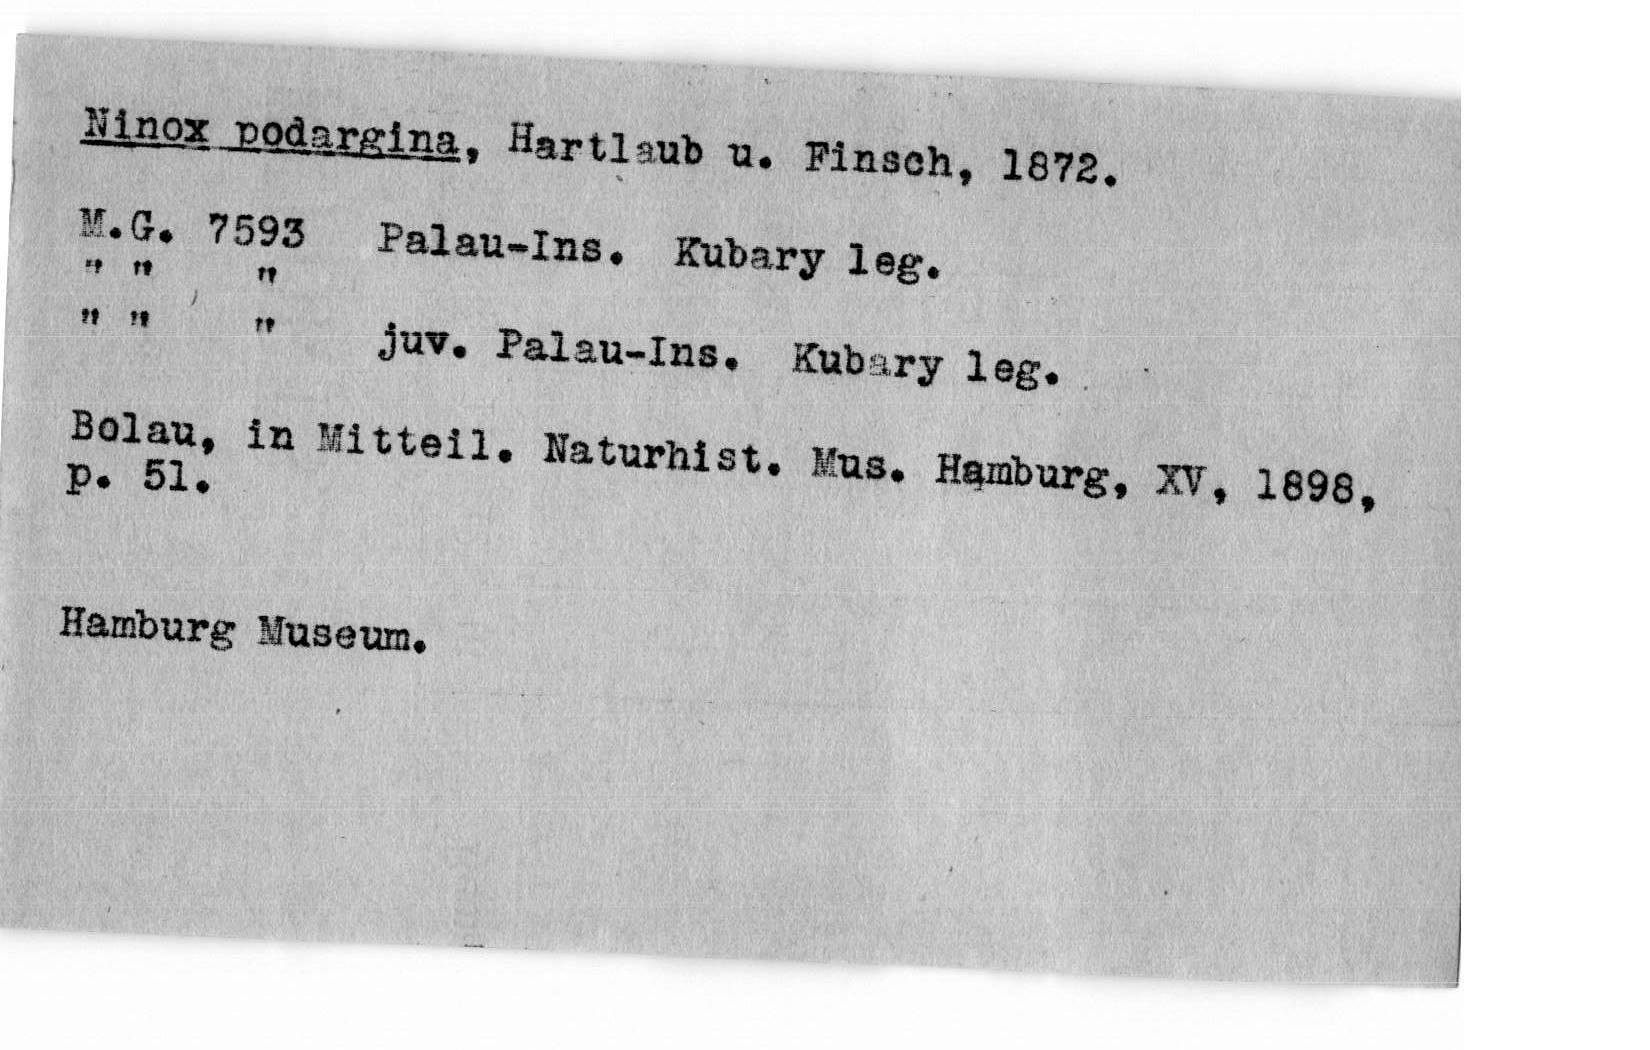 Ninox podargina, Hartlaub u. Finsch, 1872.
M.G. 7593 Palau-Ins. Kubary leg.
" " "
" " " juv. Palau-Ins. Kubary leg.
Bolau, in Mitteil. Naturhist. Mus. Hamburg, XV, 1898,
p. 51.
Hamburg Museum.